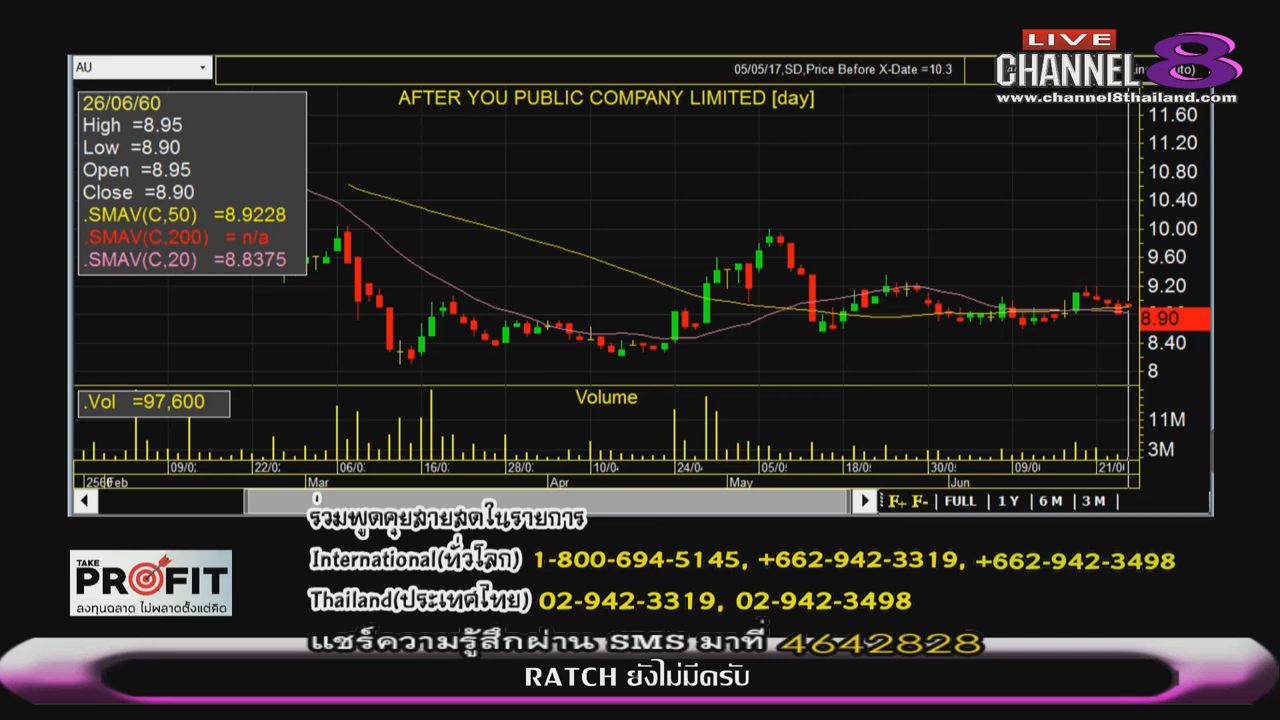 LIVE
CHANNEL 8
www.channel8thailand.com
AU
05/05/17,SD,Price Before X-Date =10.3
AFTER YOU PUBLIC COMPANY LIMITED [day]
26/06/60
High =8.95
Low =8.90
Open =8.95
Close =8.90
.SMAV(C,50) =8.9228
.SMAV(C,200) = n/a
.SMAV(C,20) =8.8375
11.60
11.20
10.80
10.40
10.00
9.60
9.20
8.90
8.40
8
.Vol =97,600
Volume
11M
3M
09/0 22/0 06/0 16/0 28/0 10/0 24/0 05/0 18/0 30/0 09/0 21/0
Feb Mar Apr May Jun
F+ F- | FULL | 1 Y | 6 M | 3 M |
ร่วมพูดคุยสายสดในรายการ
International(ทั่วโลก) 1-800-694-5145, +662-942-3319, +662-942-3498
Thailand(ประเทศไทย) 02-942-3319, 02-942-3498
แชร์ความรู้สึกผ่าน SMS มาที่ 4642828
TAKE
PROFIT
ลงทุนฉลาด ไม่พลาดตั้งแต่คิด
RATCH ยังไม่มีครับ